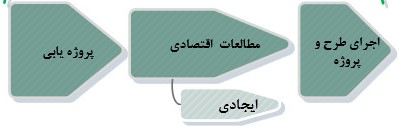 اجرای طرح و
پروژه
مطالعات اقتصادی
ایجادی
پروژه یابی